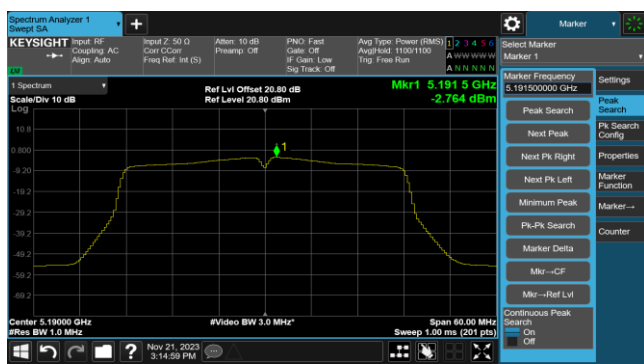 Spectrum Analyzer 1
Swept SA
Marker
KEYSIGHT
Input: RF
Coupling: AC
Align: Auto
Input Z: 50 Ω
Corr CCorr
Freq Ref: Int (S)
Atten: 10 dB
Preamp: Off
PNO: Fast
Gate: Off
IF Gain: Low
Sig Track: Off
Avg Type: Power (RMS)
Avg|Hold: 1100/1100
Trig: Free Run
1 2 3 4 5 6
A W W W W W
A N N N N N
Select Marker
Marker 1
1 Spectrum
Scale/Div 10 dB
Log
Ref Lvl Offset 20.80 dB
Ref Level 20.80 dBm
Mkr1 5.191 5 GHz
-2.764 dBm
10.8
0.800
-9.20
-19.2
-29.2
-39.2
-49.2
-59.2
-69.2
1
Center 5.19000 GHz
#Res BW 1.0 MHz
#Video BW 3.0 MHz*
Span 60.00 MHz
Sweep 1.00 ms (201 pts)
Marker Frequency
5.191500000 GHz
Peak Search
Next Peak
Next Pk Right
Next Pk Left
Minimum Peak
Pk-Pk Search
Marker Delta
Mkr→CF
Mkr→Ref Lvl
Continuous Peak
Search
On
Off
Settings
Peak
Search
Pk Search
Config
Properties
Marker
Function
Marker→
Counter
Nov 21, 2023
3:14:59 PM